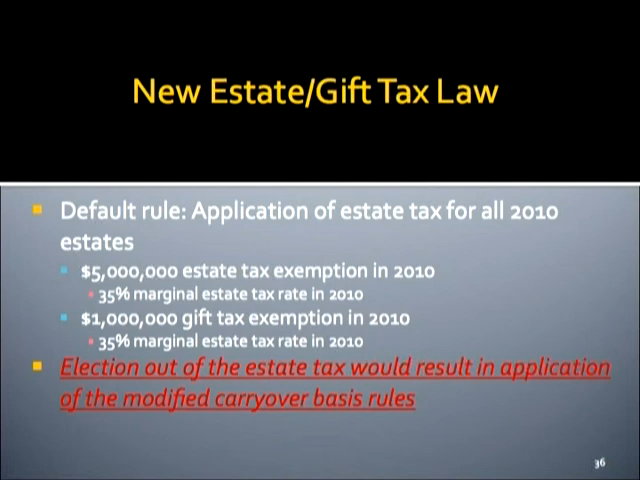 New Estate/Gift Tax Law
Default rule: Application of estate tax for all 2010
estates
$5,000,000 estate tax exemption in 2010
35% marginal estate tax rate in 2010
$1,000,000 gift tax exemption in 2010
35% marginal estate tax rate in 2010
Election out of the estate tax would result in application
of the modified carryover basis rules
36